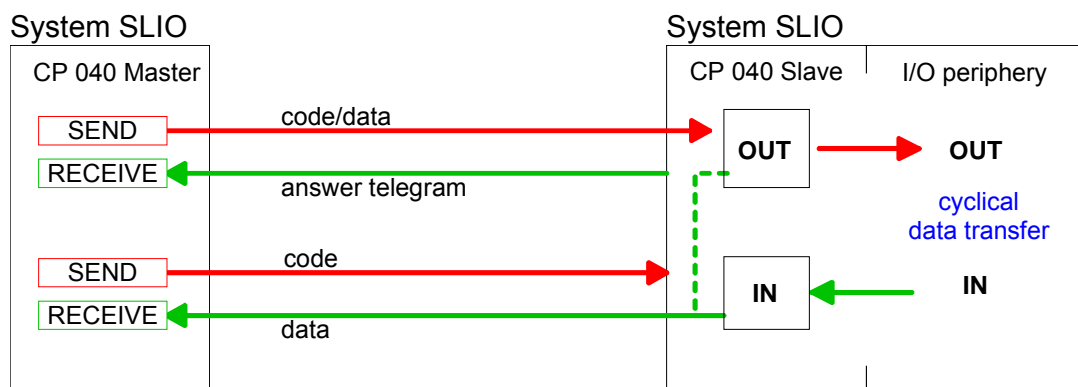 System SLIO
System SLIO
CP 040 Master
CP 040 Slave
I/O periphery
SEND
code/data
OUT
OUT
RECEIVE
answer telegram
cyclical
data transfer
SEND
code
IN
IN
RECEIVE
data